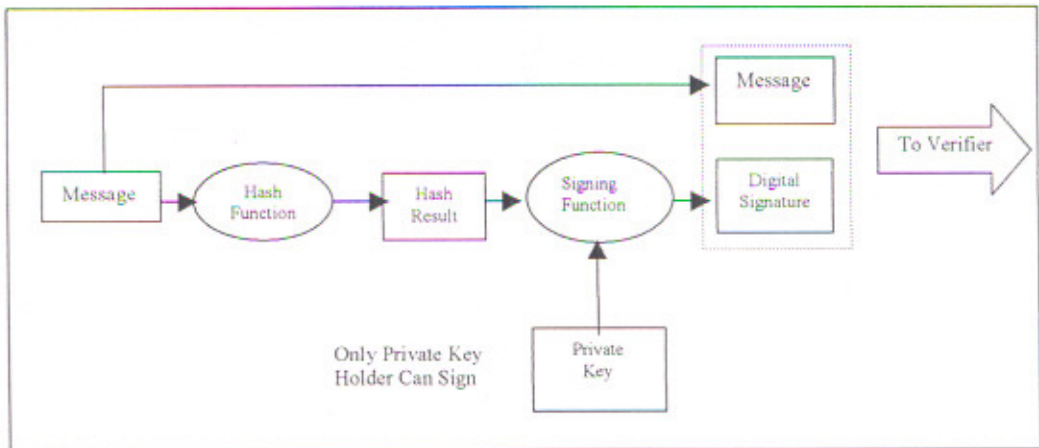 Message
To Verifier
Message
Hash
Function
Hash
Result
Signing
Function
Digital
Signature
Only Private Key
Holder Can Sign
Private
Key